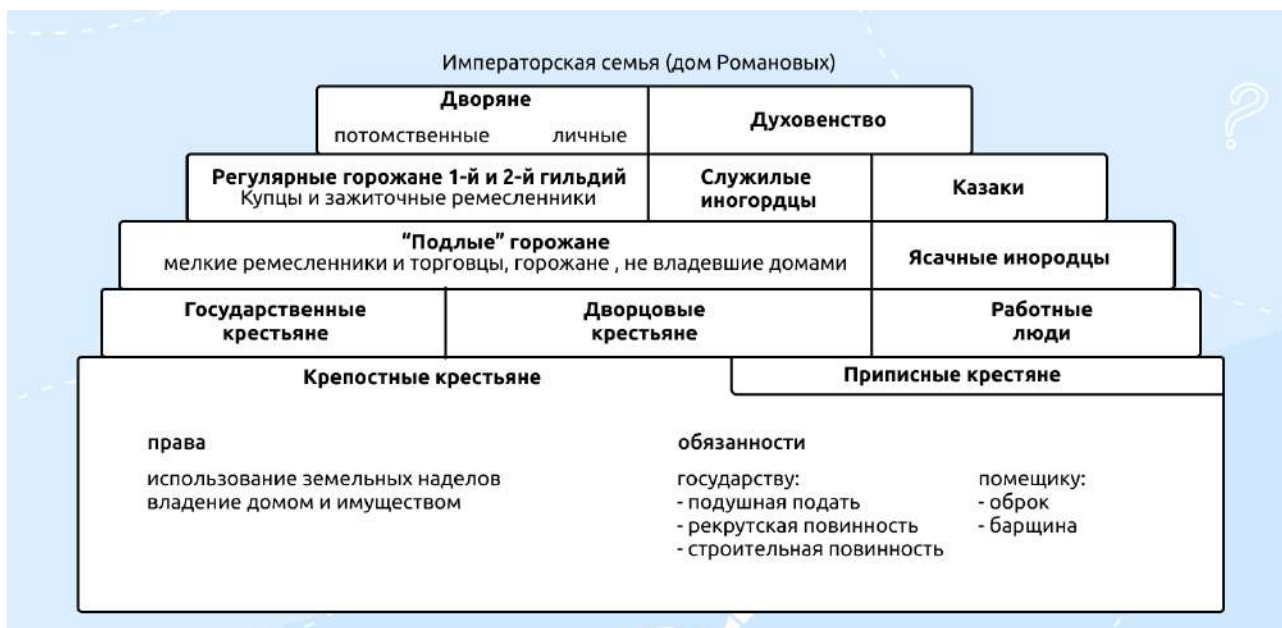 Императорская семья (дом Романовых)
Дворяне
потомственные личные
Духовенство
Регулярные горожане 1-й и 2-й гильдий
Купцы и зажиточные ремесленники
Служилые
иногордцы
Казаки
“Подлые” горожане
мелкие ремесленники и торговцы, горожане , не владевшие домами
Ясачные инородцы
Государственные
крестьяне
Дворцовые
крестьяне
Работные
люди
Крепостные крестьяне
Приписные крестяне
права
использование земельных наделов
владение домом и имуществом
обязанности
государству:
- подушная подать
- рекрутская повинность
- строительная повинность
помещику:
- оброк
- барщина